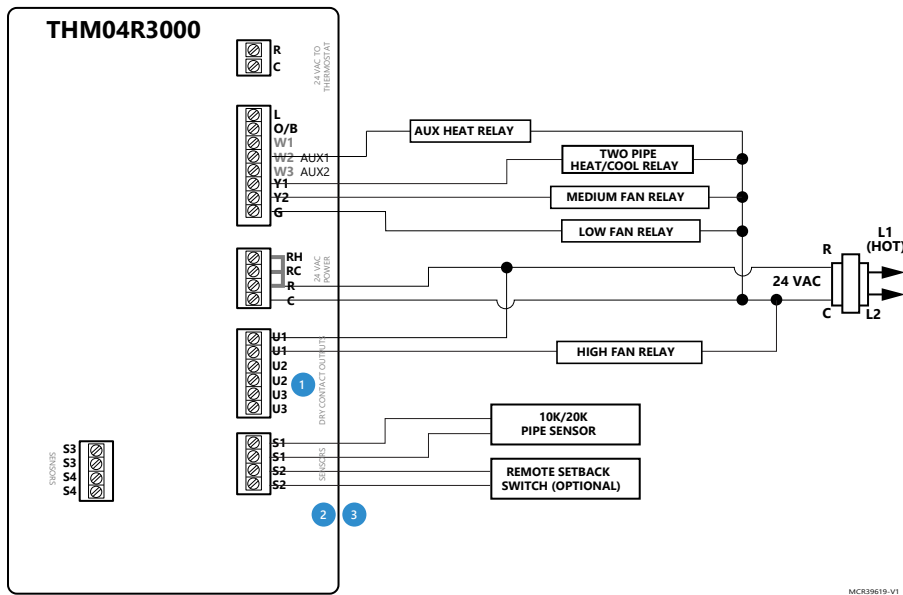 THM04R3000
R
C
24 VAC TO
THERMOSTAT
L
O/B
W1
W2 AUX1
W3 AUX2
Y1
Y2
G
AUX HEAT RELAY
TWO PIPE
HEAT/COOL RELAY
MEDIUM FAN RELAY
LOW FAN RELAY
RH
RC
R
C
24 VAC
POWER
R
24 VAC
C
L1
(HOT)
L2
U1
U1
U2
U2
U3
U3
DRY CONTACT OUTPUTS
1
HIGH FAN RELAY
S1
S1
S2
S2
SENSORS
10K/20K
PIPE SENSOR
REMOTE SETBACK
SWITCH (OPTIONAL)
S3
S3
S4
S4
SENSORS
2
3
MCR39619-V1